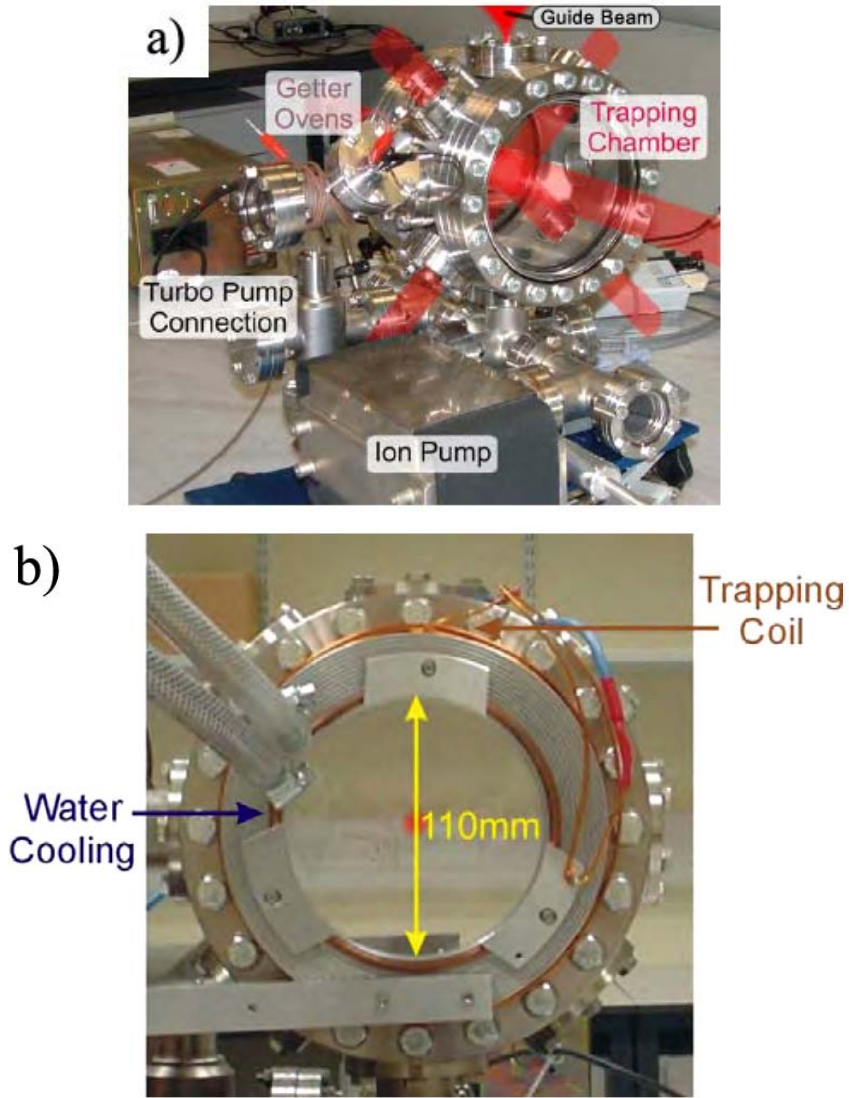 a)
Guide Beam
Getter
Ovens
Trapping
Chamber
Turbo Pump
Connection
Ion Pump
b)
Trapping
Coil
Water
Cooling
110mm